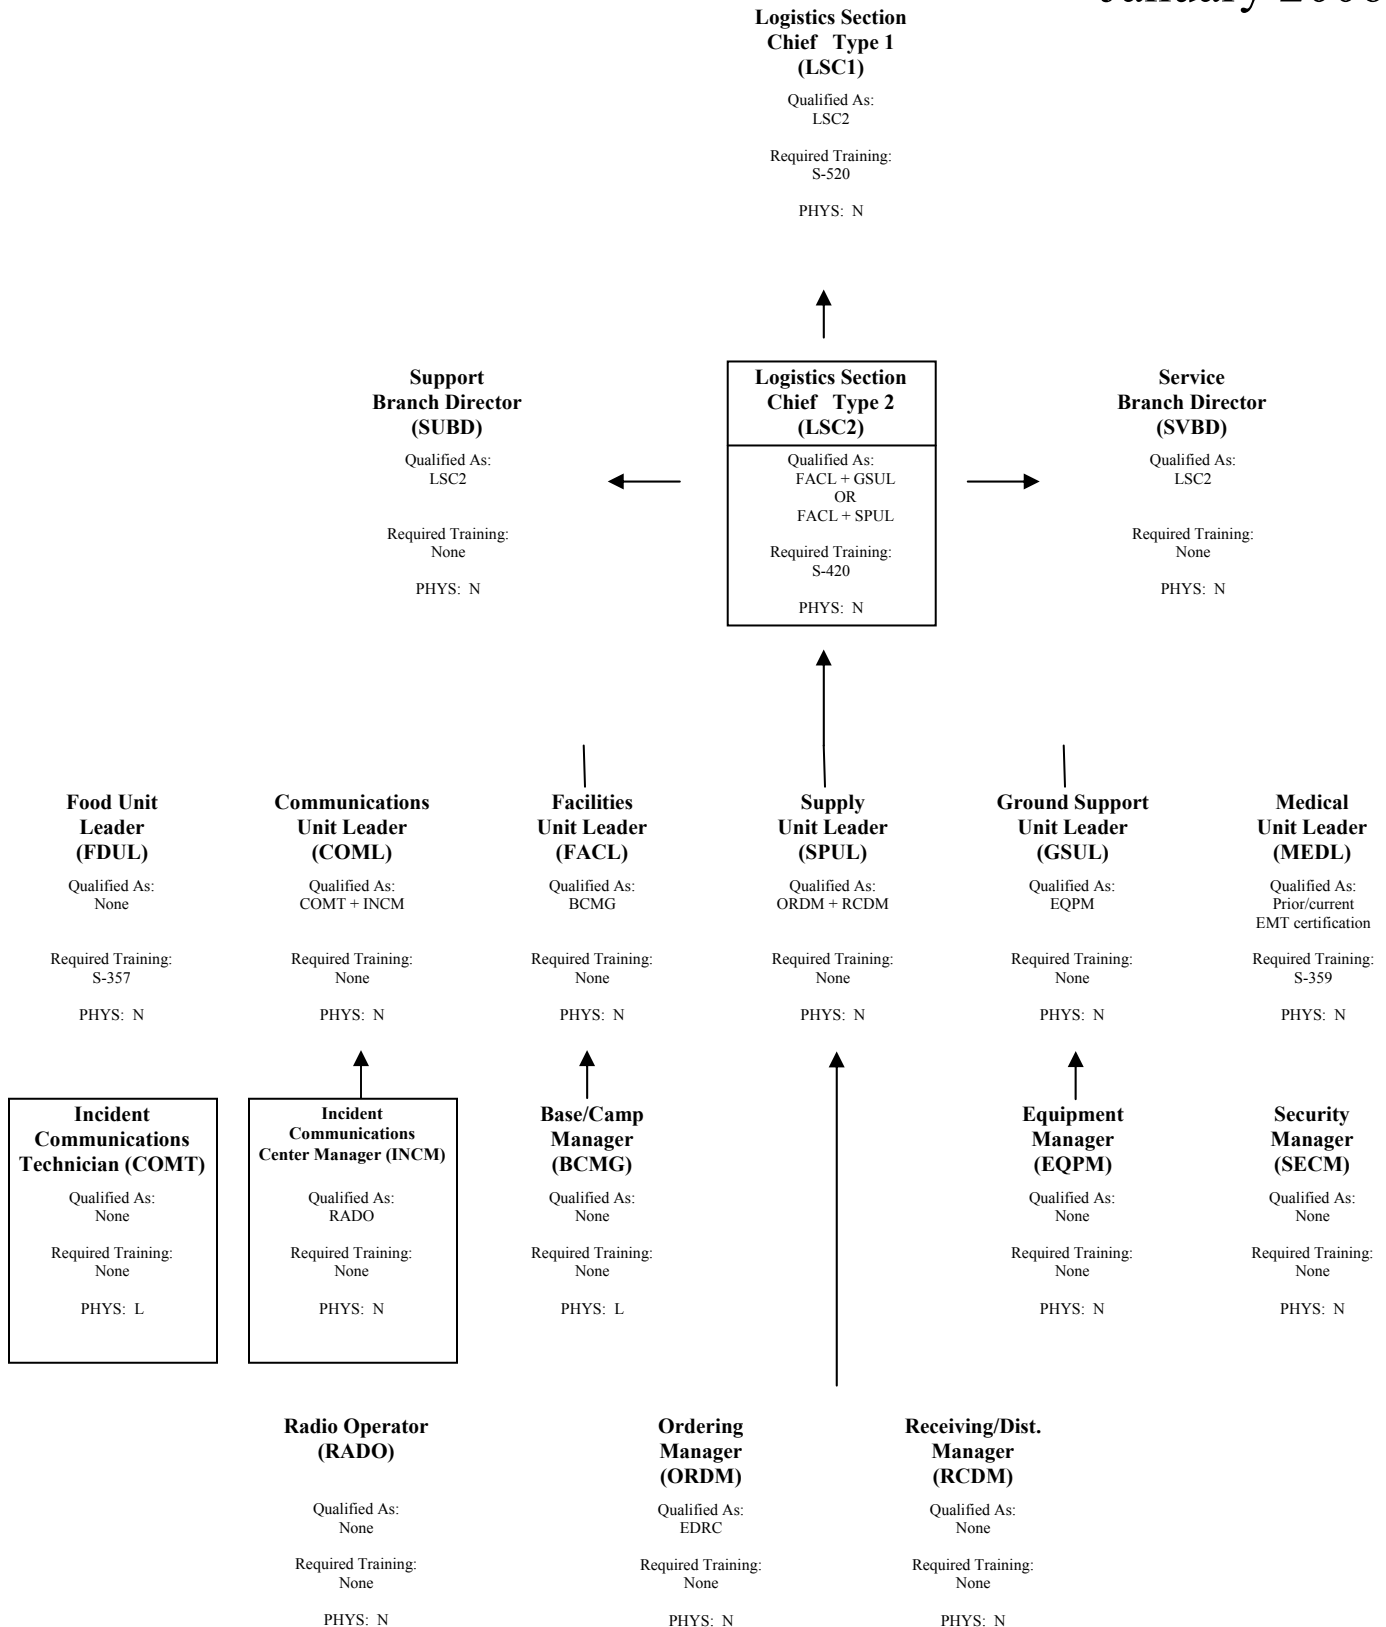 Logistics Section
Chief Type 1
(LSC1)
Qualified As:
LSC2
Required Training:
S-520
PHYS: N
Support
Branch Director
(SUBD)
Qualified As:
LSC2
Required Training:
None
PHYS: N
Logistics Section
Chief Type 2
(LSC2)
Qualified As:
FACL + GSUL
OR
FACL + SPUL
Required Training:
S-420
PHYS: N
Service
Branch Director
(SVBD)
Qualified As:
LSC2
Required Training:
None
PHYS: N
Food Unit
Leader
(FDUL)
Qualified As:
None
Required Training:
S-357
PHYS: N
Communications
Unit Leader
(COML)
Qualified As:
COMT + INCM
Required Training:
None
PHYS: N
Facilities
Unit Leader
(FACL)
Qualified As:
BCMG
Required Training:
None
PHYS: N
Supply
Unit Leader
(SPUL)
Qualified As:
ORDM + RCDM
Required Training:
None
PHYS: N
Ground Support
Unit Leader
(GSUL)
Qualified As:
EQPM
Required Training:
None
PHYS: N
Medical
Unit Leader
(MEDL)
Qualified As:
Prior/current
EMT certification
Required Training:
S-359
PHYS: N
Incident
Communications
Technician (COMT)
Qualified As:
None
Required Training:
None
PHYS: L
Incident
Communications
Center Manager (INCM)
Qualified As:
RADO
Required Training:
None
PHYS: N
Base/Camp
Manager
(BCMG)
Qualified As:
None
Required Training:
None
PHYS: L
Equipment
Manager
(EQPM)
Qualified As:
None
Required Training:
None
PHYS: N
Security
Manager
(SECM)
Qualified As:
None
Required Training:
None
PHYS: N
Radio Operator
(RADO)
Qualified As:
None
Required Training:
None
PHYS: N
Ordering
Manager
(ORDM)
Qualified As:
EDRC
Required Training:
None
PHYS: N
Receiving/Dist.
Manager
(RCDM)
Qualified As:
None
Required Training:
None
PHYS: N